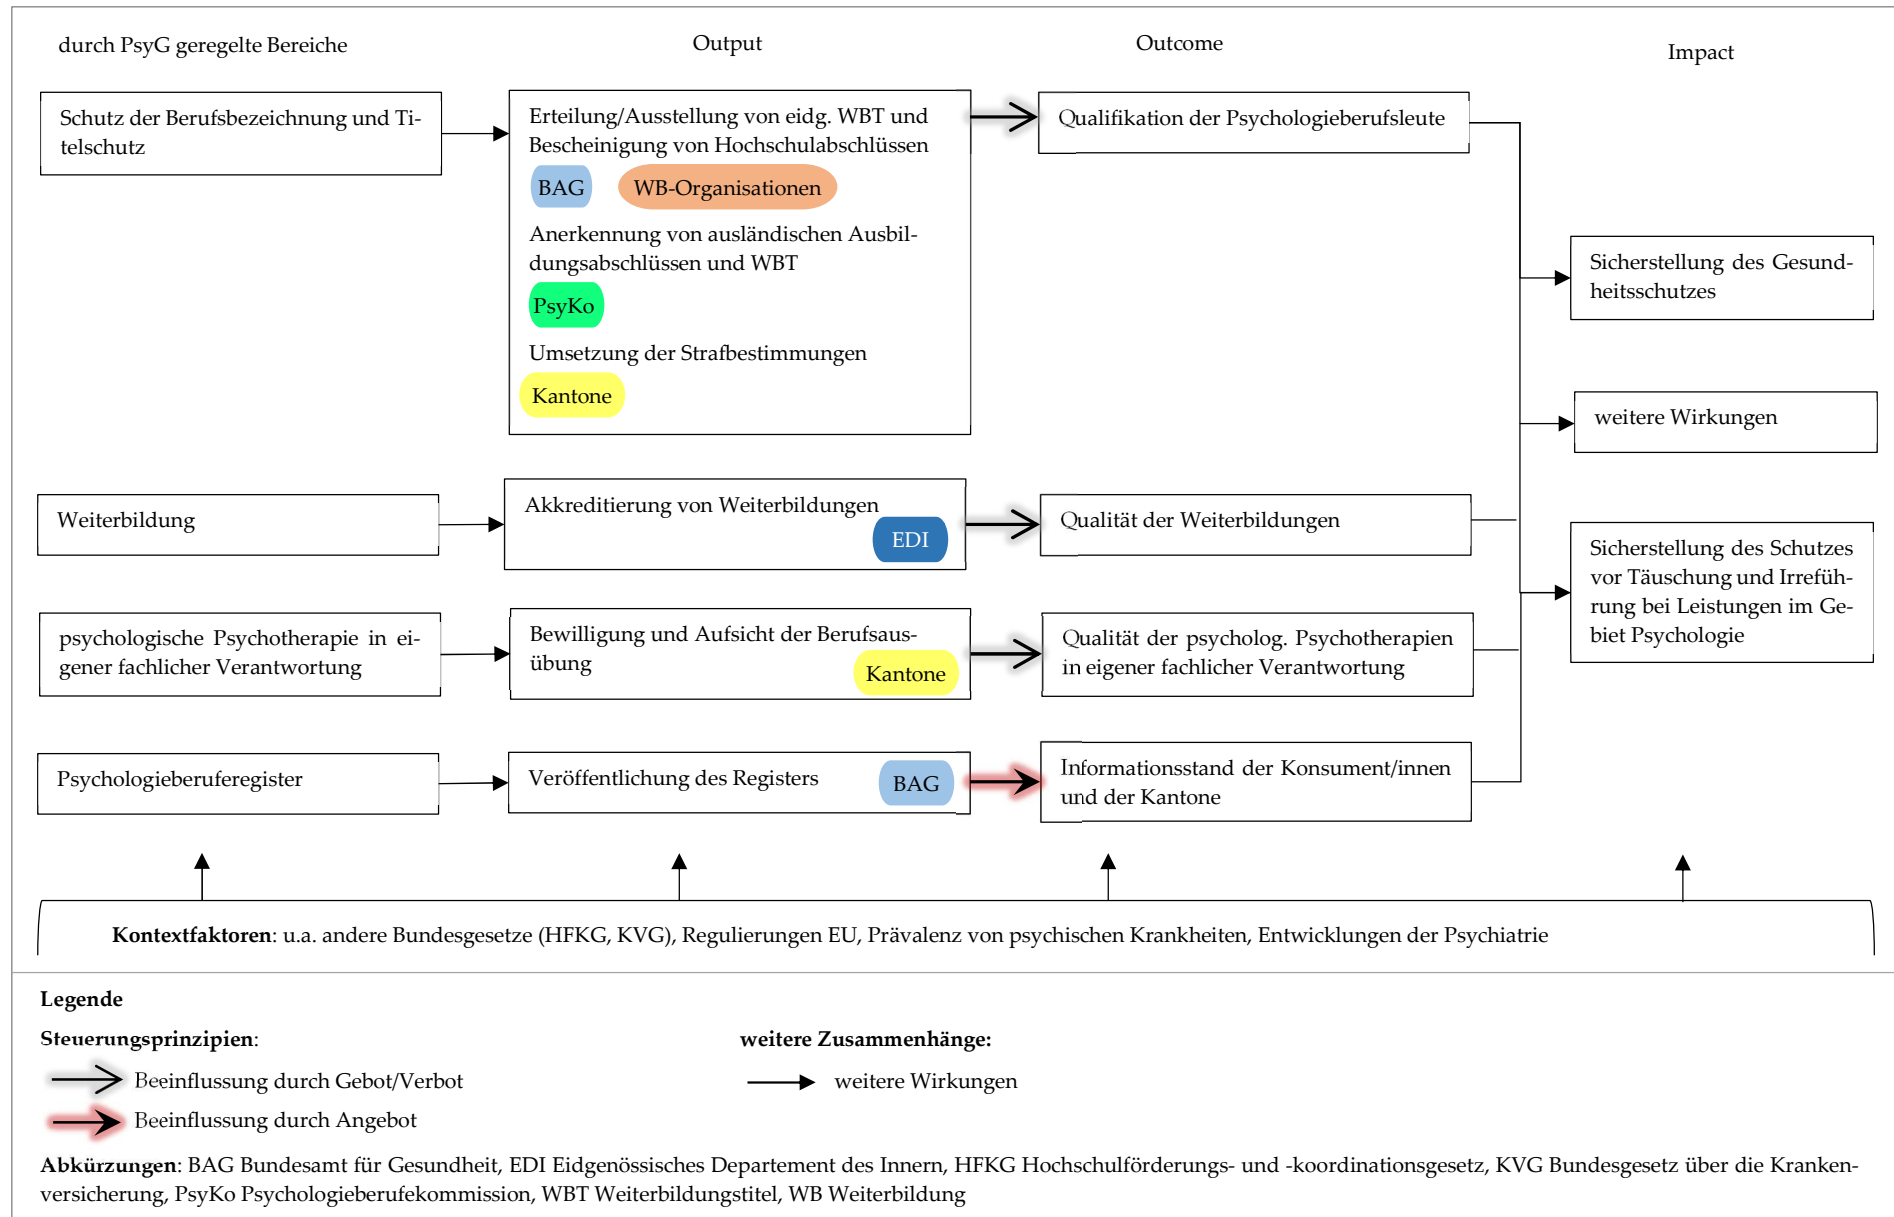 durch PsyG geregelte Bereiche
Output
Outcome
Impact
Schutz der Berufsbezeichnung und Ti-
telschutz
Erteilung/Ausstellung von eidg. WBT und
Bescheinigung von Hochschulabschlüssen
BAG
WB-Organisationen
Anerkennung von ausländischen Ausbil-
dungsabschlüssen und WBT
PsyKo
Umsetzung der Strafbestimmungen
Kantone
Qualifikation der Psychologieberufsleute
Sicherstellung des Gesund-
heitsschutzes
weitere Wirkungen
Weiterbildung
Akkreditierung von Weiterbildungen
EDI
Qualität der Weiterbildungen
Sicherstellung des Schutzes
vor Täuschung und Irrefüh-
rung bei Leistungen im Ge-
biet Psychologie
psychologische Psychotherapie in ei-
gener fachlicher Verantwortung
Bewilligung und Aufsicht der Berufsaus-
übung
Kantone
Qualität der psycholog. Psychotherapien
in eigener fachlicher Verantwortung
Psychologieberuferegister
Veröffentlichung des Registers
BAG
Informationsstand der Konsument/innen
und der Kantone
Kontextfaktoren: u.a. andere Bundesgesetze (HFKG, KVG), Regulierungen EU, Prävalenz von psychischen Krankheiten, Entwicklungen der Psychiatrie
Legende
Steuerungsprinzipien:
weitere Zusammenhänge:
Beeinflussung durch Gebot/Verbot
weitere Wirkungen
Beeinflussung durch Angebot
Abkürzungen: BAG Bundesamt für Gesundheit, EDI Eidgenössisches Departement des Innern, HFKG Hochschulförderungs- und -koordinationsgesetz, KVG Bundesgesetz über die Kranken-
versicherung, PsyKo Psychologieberufekommission, WBT Weiterbildungstitel, WB Weiterbildung